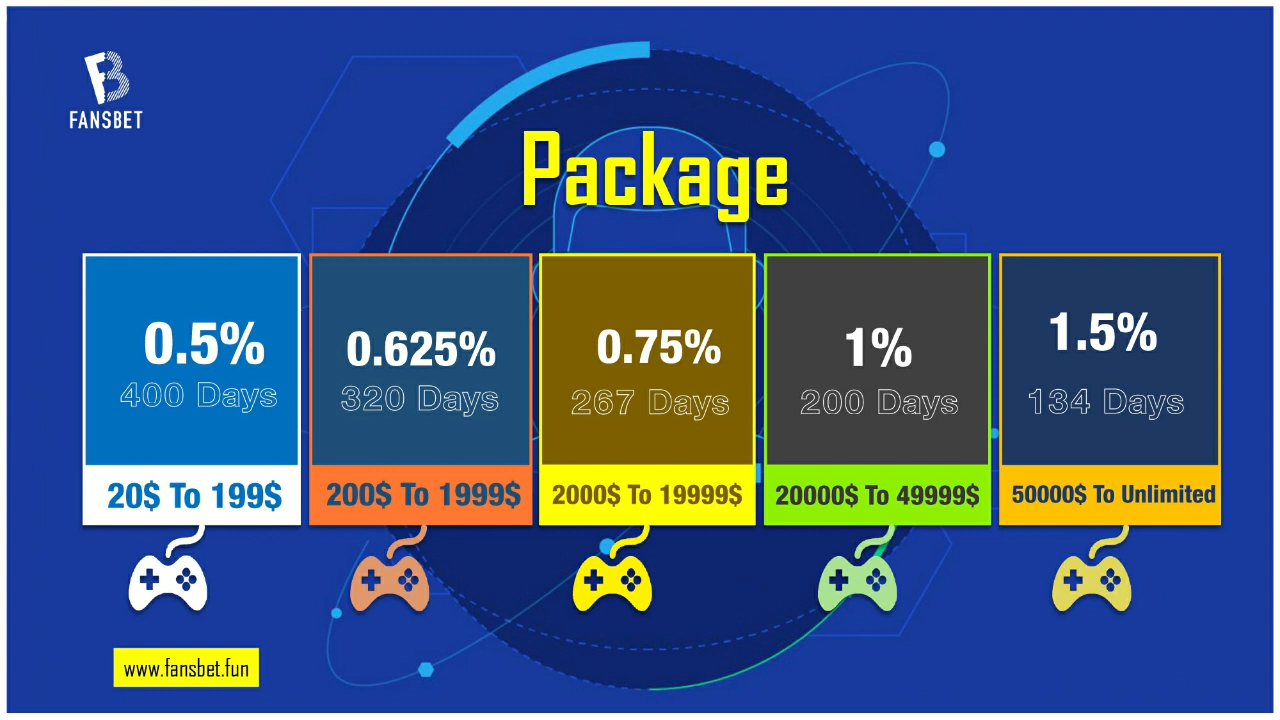 FANSBET
Package
0.5%
400 Days
20$ To 199$
0.625%
320 Days
200$ To 1999$
0.75%
267 Days
2000$ To 19999$
1%
200 Days
20000$ To 49999$
1.5%
134 Days
50000$ To Unlimited
www.fansbet.fun